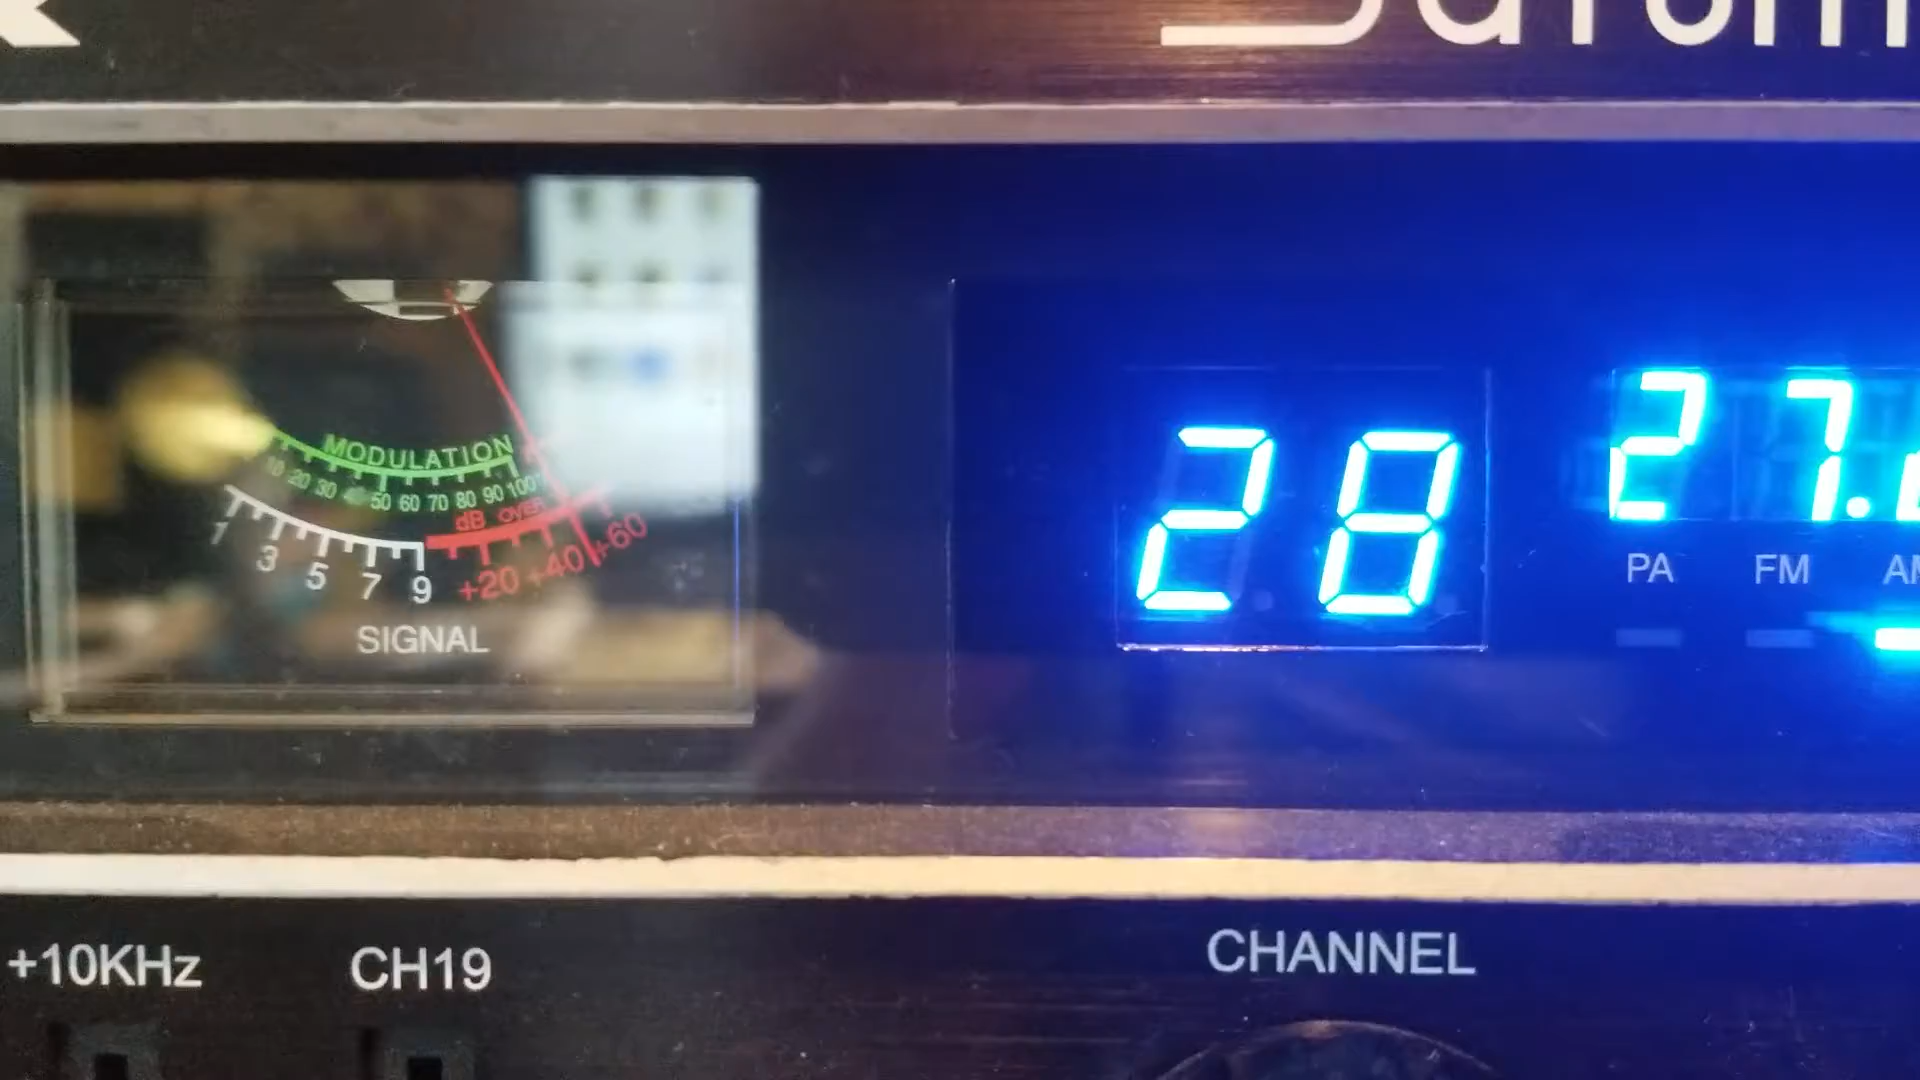 MODULATION
10 20 30 40 50 60 70 80 90 100
dB OVER
1 3 5 7 9 +20 +40 +60
SIGNAL
28
27.
PA FM
+10KHz
CH19
CHANNEL